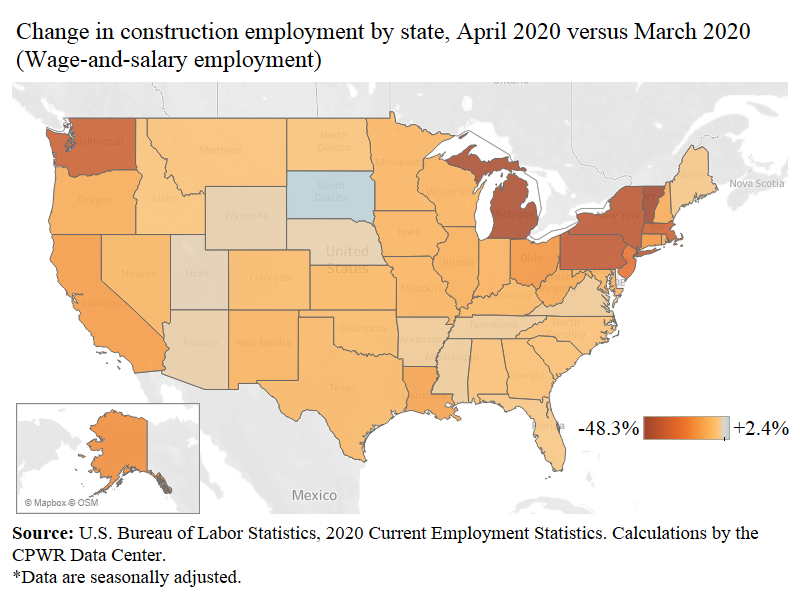 Change in construction employment by state, April 2020 versus March 2020
(Wage-and-salary employment)
Ontario
Washington
Montana
North
Dakota
Minnesota
Nova Scotia
Oregon
Idaho
South
Dakota
Wisconsin
Michigan
New York
Wyoming
Iowa
Nevada
Utah
Colorado
United
States
Illinois
Ohio
West
Virginia
California
Missouri
Kentucky
Arizona
New Mexico
Oklahoma
Arkansas
Tennessee
North
Carolina
Mississippi
Texas
Georgia
Louisiana
Florida
-48.3%
+2.4%
© Mapbox © OSM
Mexico
Source: U.S. Bureau of Labor Statistics, 2020 Current Employment Statistics. Calculations by the
CPWR Data Center.
*Data are seasonally adjusted.